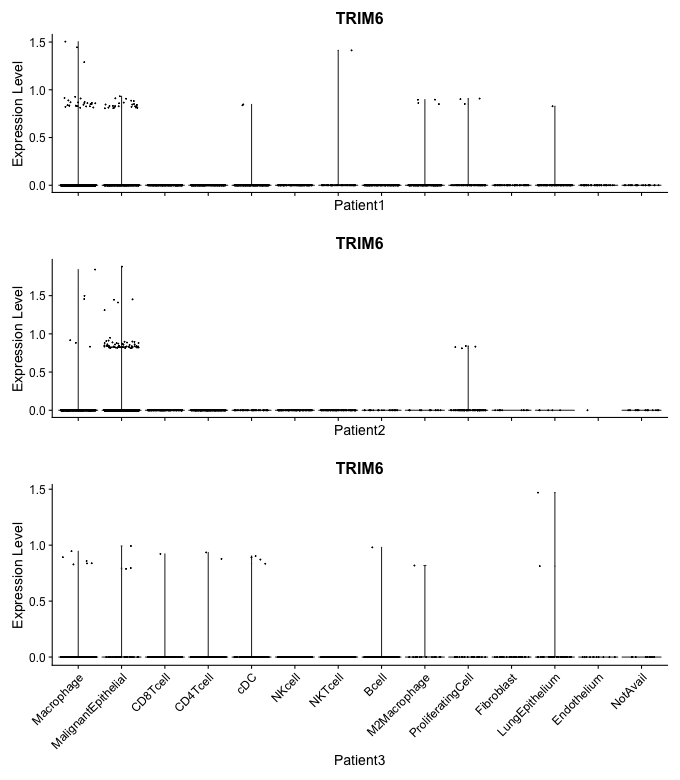 TRIM6
Expression Level
1.5
1.0
0.5
0.0
Patient1
TRIM6
Expression Level
1.5
1.0
0.5
0.0
Patient2
TRIM6
Expression Level
1.5
1.0
0.5
0.0
Macrophage
MalignantEpithelial
CD8Tcell
CD4Tcell
cDC
NKcell
NKTcell
Bcell
M2Macrophage
ProliferatingCell
Fibroblast
LungEpithelium
Endothelium
NotAvail
Patient3